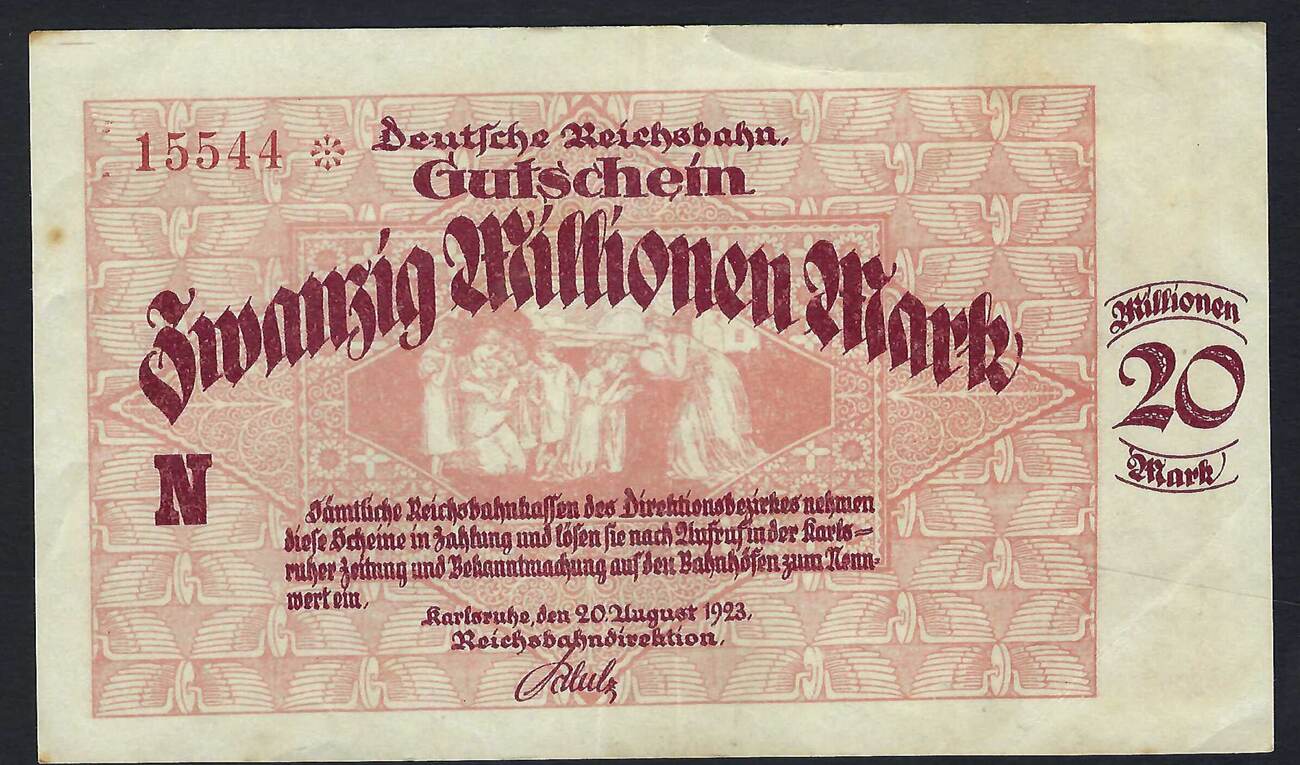 15544 ※
Deutsche Reichsbahn.
Gutschein
Zwanzig Millionen Mark
Millionen
20
Mark
N
Sämtliche Reichsbahnkassen des Direktionsbezirkes nehmen
diese Scheine in Zahlung und lösen sie nach Aufruf in der Karls=
ruher Zeitung und Bekanntmachung auf den Bahnhöfen zum Nenn-
wert ein.
Karlsruhe, den 20. August 1923.
Reichsbahndirektion.